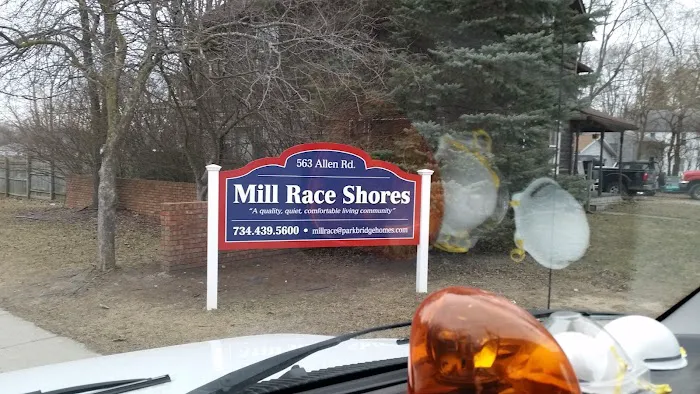 563 Allen Rd.
Mill Race Shores
"A quality, quiet, comfortable living community"
734.439.5600 • millrace@parkbridgehomes.com